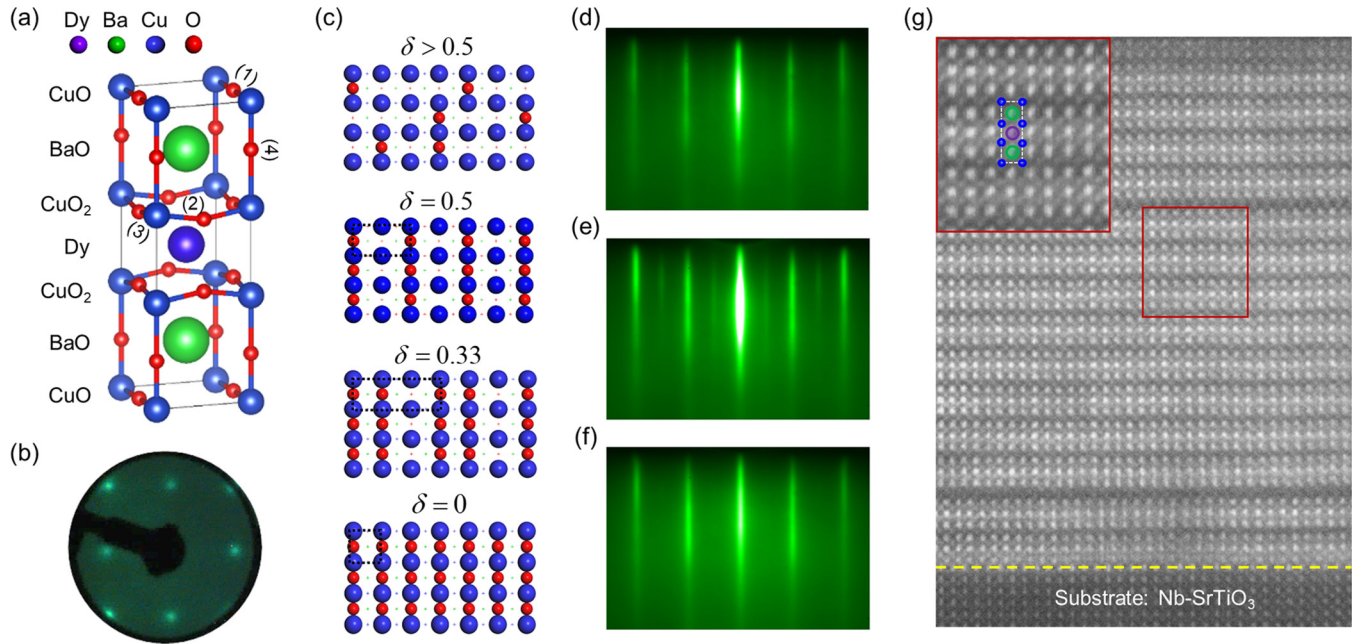 (a)
Dy Ba Cu O
CuO
BaO
CuO₂
Dy
CuO₂
BaO
CuO
(1)
(4)
(2)
(3)
(b)
(c)
δ > 0.5
δ = 0.5
δ = 0.33
δ = 0
(d)
(e)
(f)
(g)
Substrate: Nb-SrTiO₃